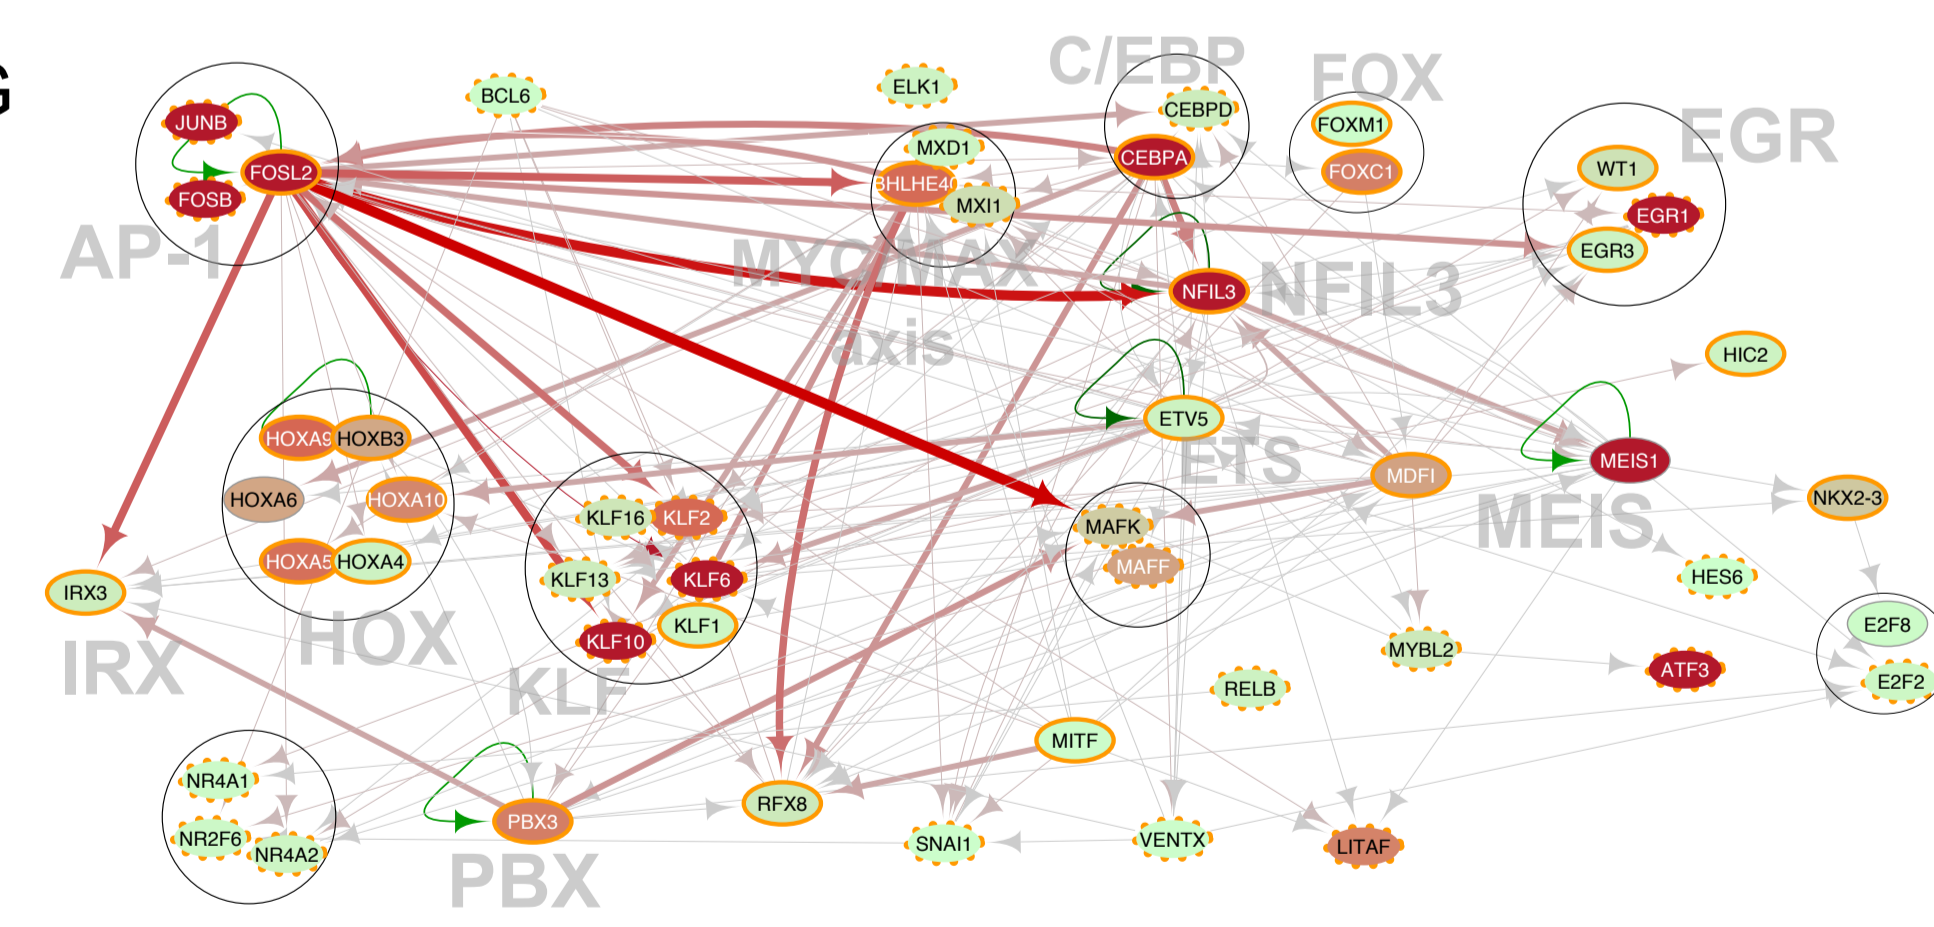 G
C/EBP
FOX
EGR
AP-1
MYC/MAX
axis
NFIL3
ETS
MEIS
IRX
HOX
KLF
PBX
JUNB
FOSL2
FOSB
BCL6
ELK1
MXD1
BHLHE40
MXI1
CEBPD
CEBPA
FOXM1
FOXC1
WT1
EGR1
EGR3
NFIL3
HIC2
ETV5
MDFI
MEIS1
NKX2-3
HOXA9
HOXB3
HOXA6
HOXA10
HOXA5
HOXA4
IRX3
KLF16
KLF2
KLF13
KLF6
KLF10
KLF1
MAFK
MAFF
HES6
E2F8
E2F2
MYBL2
ATF3
RELB
MITF
NR4A1
NR2F6
NR4A2
PBX3
RFX8
SNAI1
VENTX
LITAF